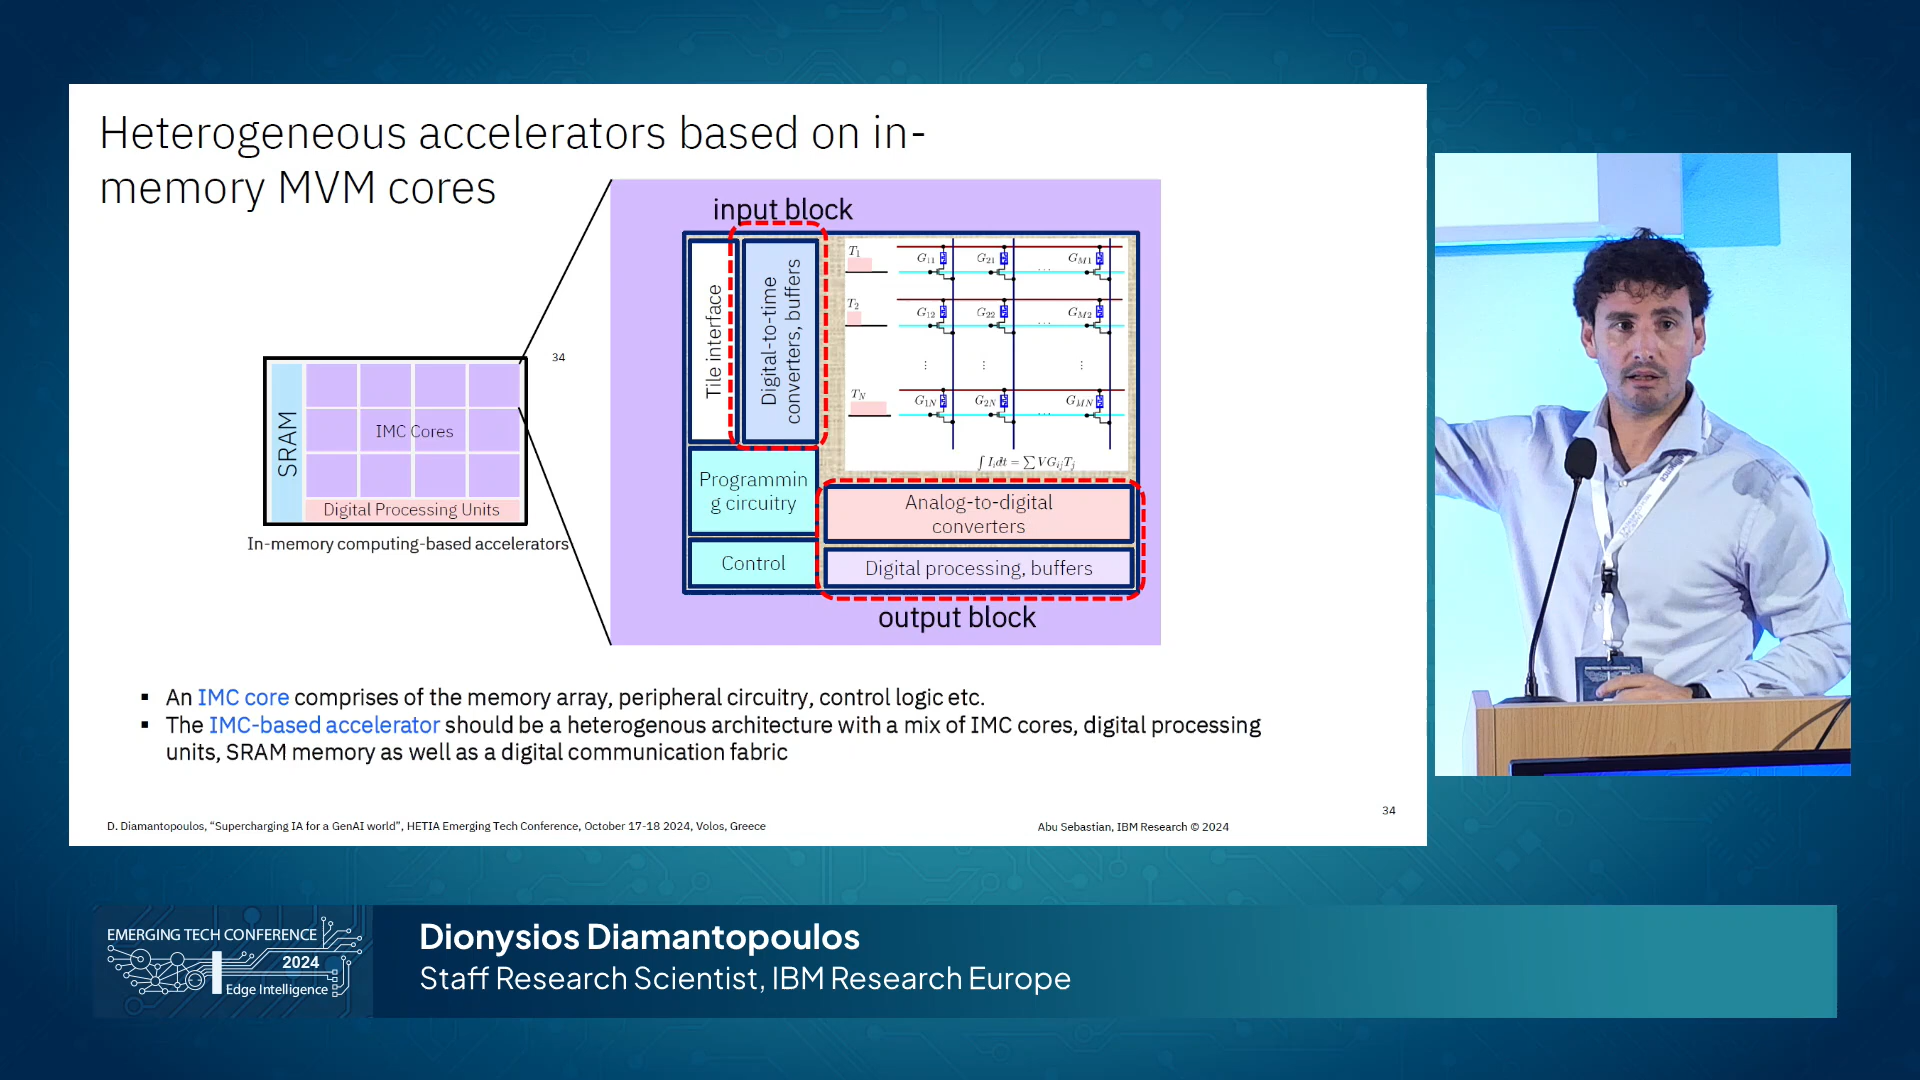 Heterogeneous accelerators based on in-
memory MVM cores
input block
Tile interface
Digital-to-time
converters, buffers
T1
G11
G21
...
GM1
T2
G12
G22
...
GM2
⋮
⋮
⋮
TN
G1N
G2N
...
GMN
∫ Iᵢdt = ∑ VGᵢⱼTⱼ
Programmin
g circuitry
Control
Analog-to-digital
converters
Digital processing, buffers
output block
34
SRAM
IMC Cores
Digital Processing Units
In-memory computing-based accelerators
▪ An IMC core comprises of the memory array, peripheral circuitry, control logic etc.
▪ The IMC-based accelerator should be a heterogenous architecture with a mix of IMC cores, digital processing
units, SRAM memory as well as a digital communication fabric
34
D. Diamantopoulos, “Supercharging IA for a GenAI world”, HETIA Emerging Tech Conference, October 17-18 2024, Volos, Greece
Abu Sebastian, IBM Research © 2024
EMERGING TECH CONFERENCE
2024
Edge Intelligence
Dionysios Diamantopoulos
Staff Research Scientist, IBM Research Europe